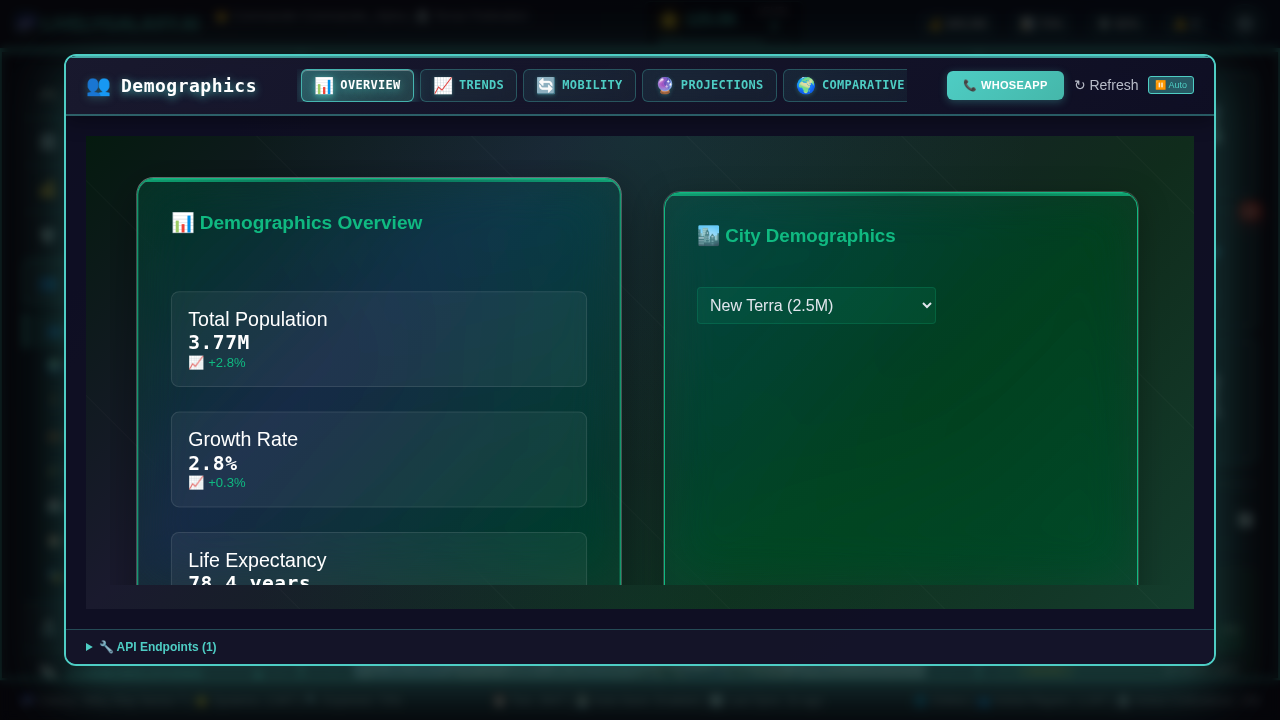 👥 Demographics
📊 OVERVIEW
📈 TRENDS
🔄 MOBILITY
🔮 PROJECTIONS
🌍 COMPARATIVE
📞 WHOSEAPP
↻ Refresh
⏸️ Auto
📊 Demographics Overview
Total Population
3.77M
📈 +2.8%
Growth Rate
2.8%
📈 +0.3%
Life Expectancy
78.4 years
🏙️ City Demographics
New Terra (2.5M)
🔧 API Endpoints (1)